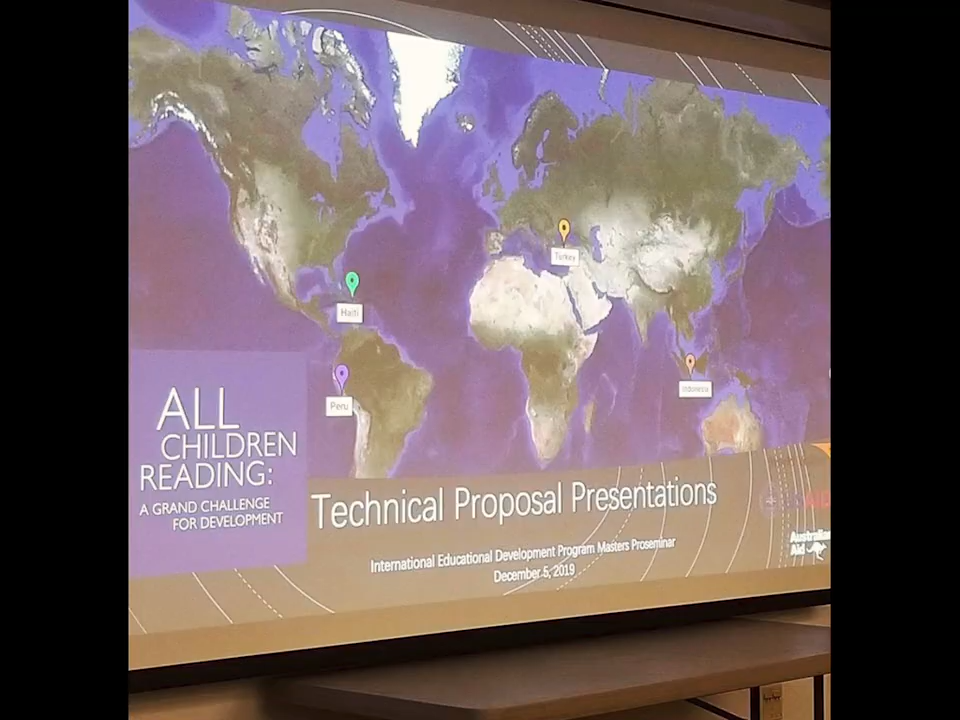 Turkey
Haiti
Indonesia
Peru
ALL
CHILDREN
READING:
A GRAND CHALLENGE
FOR DEVELOPMENT
Technical Proposal Presentations
International Educational Development Program Masters Proseminar
December 5, 2019
USAID
Australian
Aid